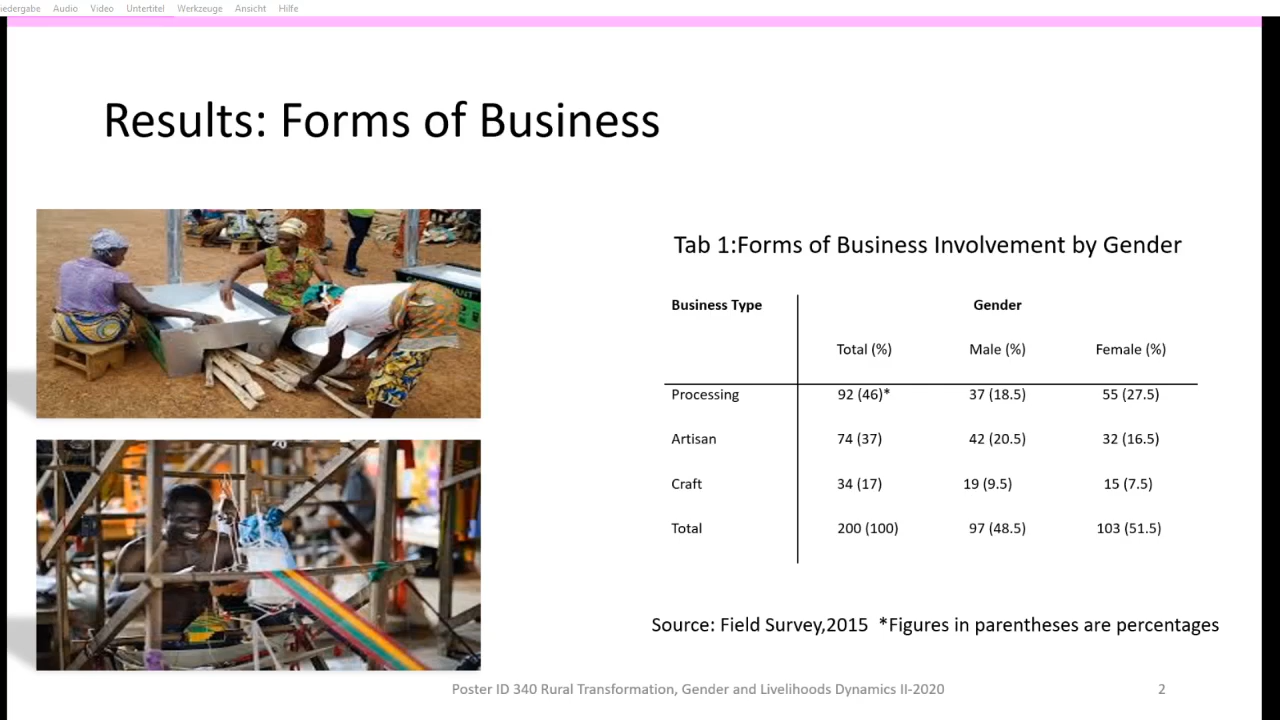 iedergabe Audio Video Untertitel Werkzeuge Ansicht Hilfe
Results: Forms of Business
Tab 1:Forms of Business Involvement by Gender
Business Type Gender
Total (%) Male (%) Female (%)
Processing 92 (46)* 37 (18.5) 55 (27.5)
Artisan 74 (37) 42 (20.5) 32 (16.5)
Craft 34 (17) 19 (9.5) 15 (7.5)
Total 200 (100) 97 (48.5) 103 (51.5)
Source: Field Survey,2015 *Figures in parentheses are percentages
Poster ID 340 Rural Transformation, Gender and Livelihoods Dynamics II-2020 2